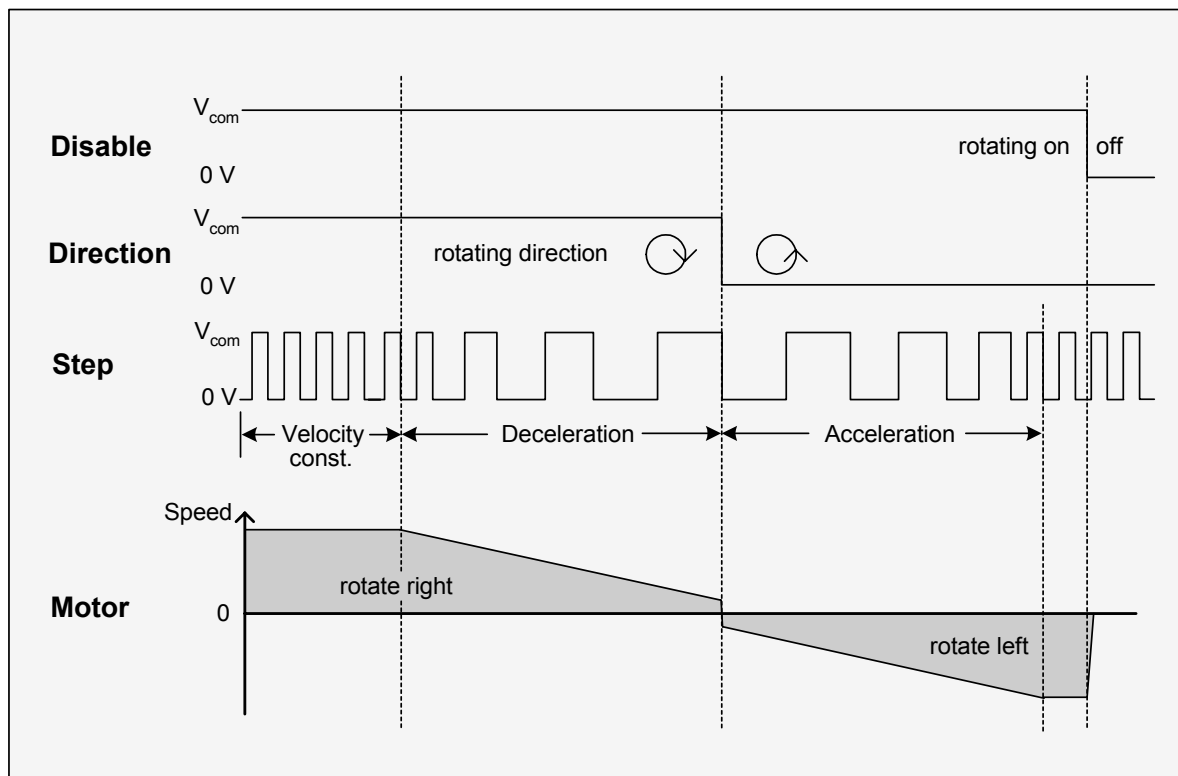 V_com
Disable
rotating on off
0 V
V_com
Direction
rotating direction
0 V
V_com
Step
0 V
Velocity
const.
Deceleration
Acceleration
Speed
rotate right
Motor
0
rotate left